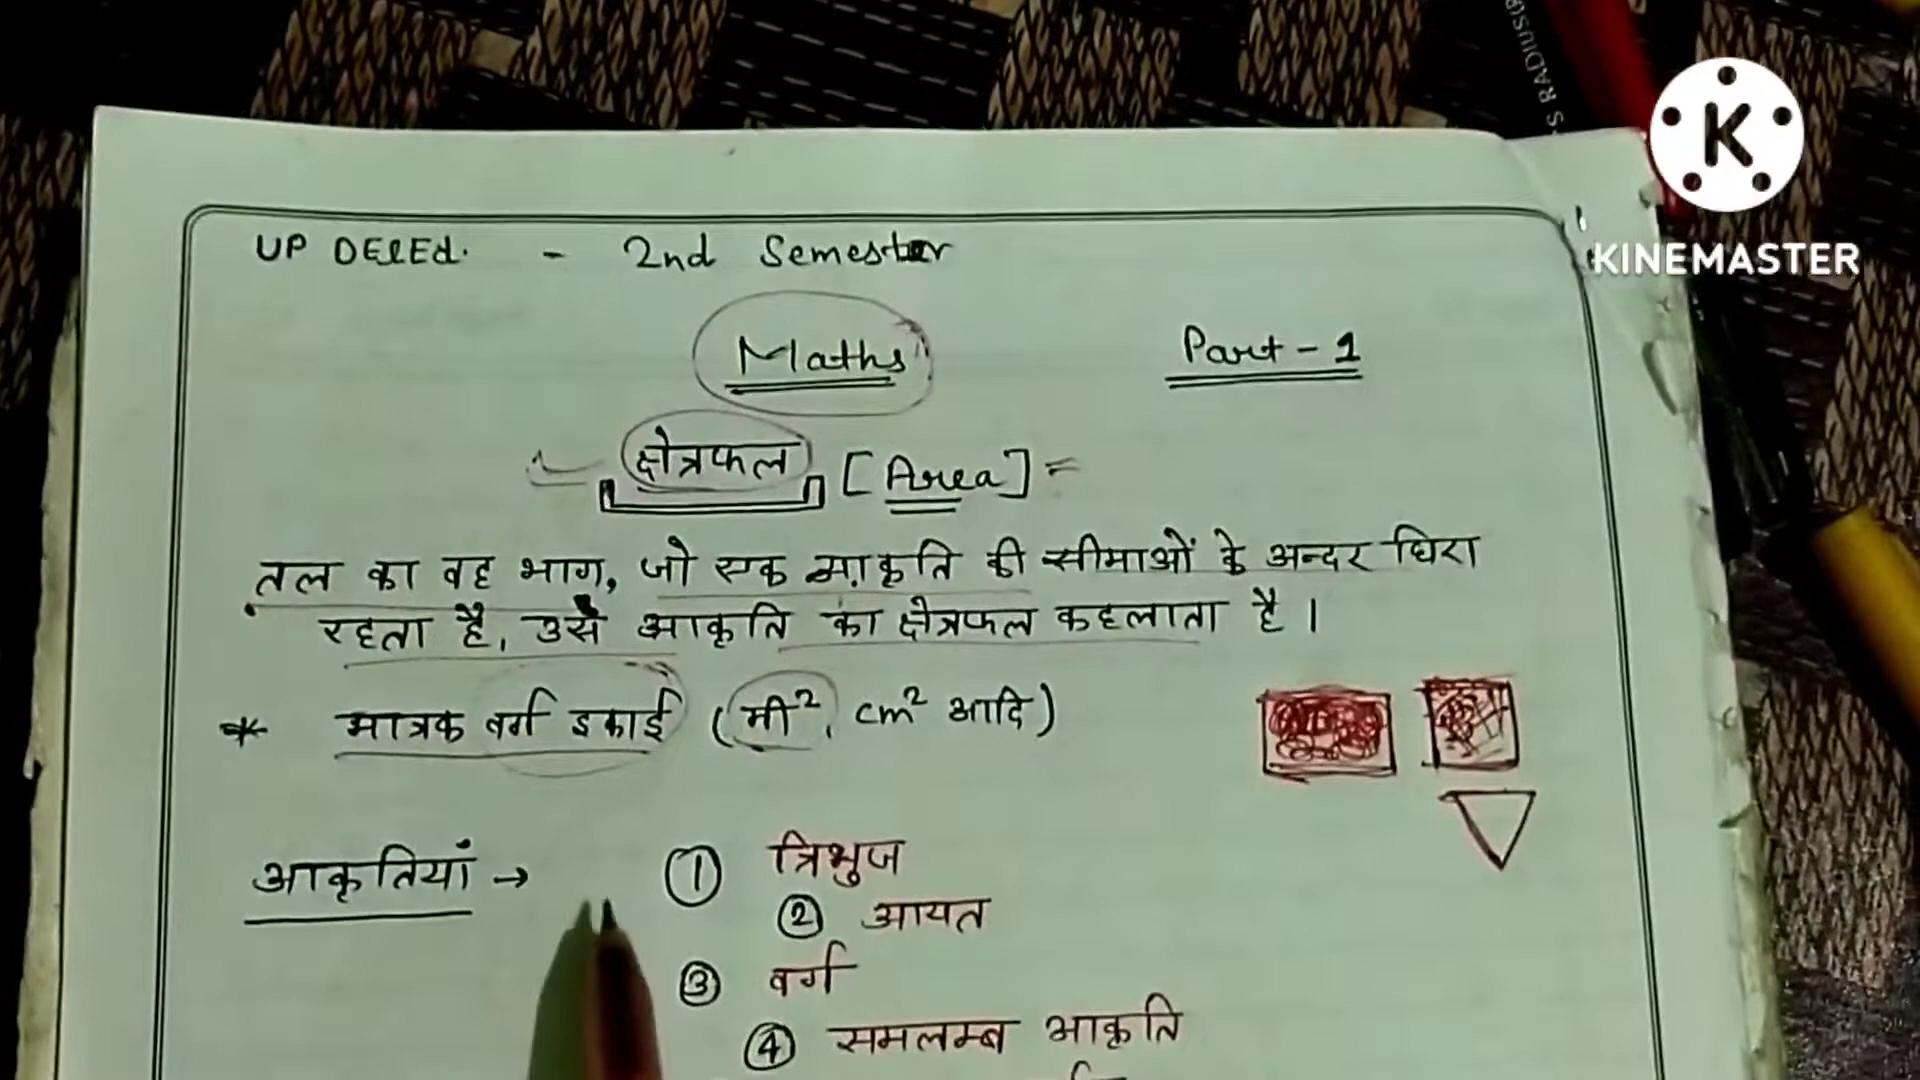 UP DElEd. - 2nd Semester
Maths
Part - 1
क्षेत्रफल [Area] =
तल का वह भाग, जो एक आकृति की सीमाओं के अन्दर घिरा
रहता है, उसे आकृति का क्षेत्रफल कहलाता है।
* मात्रक वर्ग इकाई (मी², cm² आदि)
आकृतियां → ① त्रिभुज
② आयत
③ वर्ग
④ समलम्ब आकृति
K
KINEMASTER